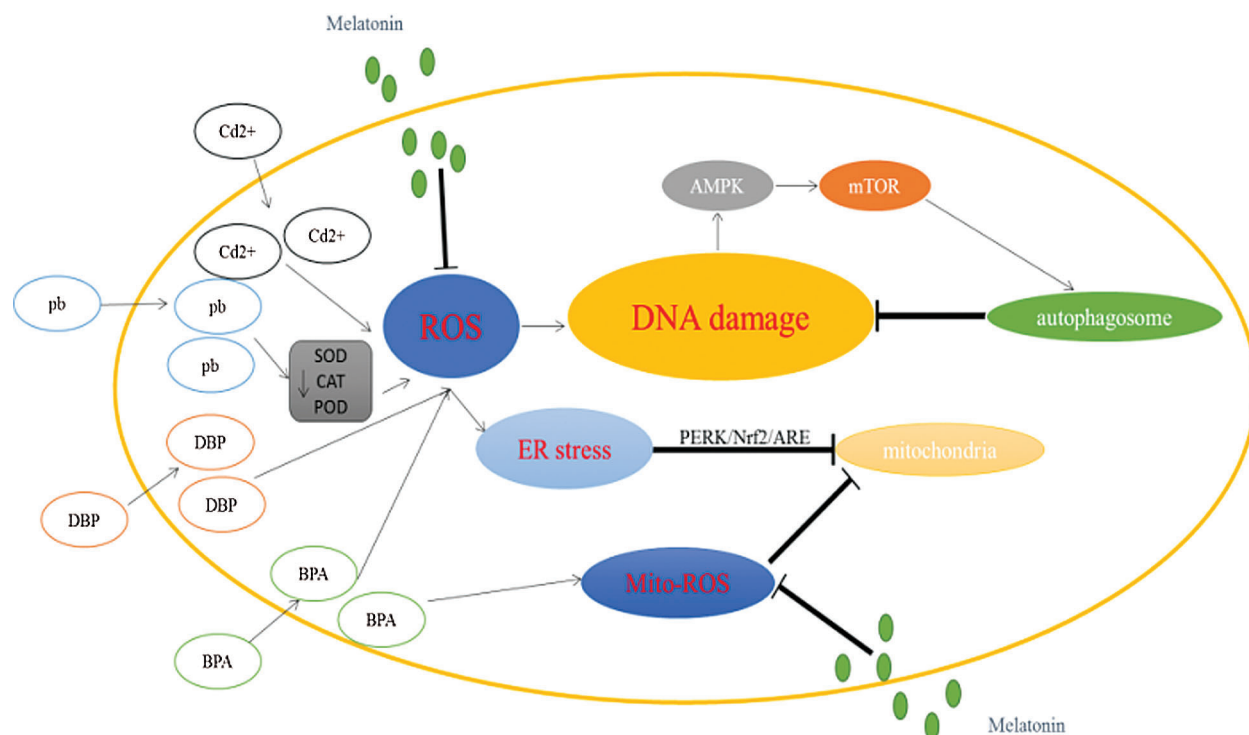 Melatonin
Cd2+
Cd2+
Cd2+
AMPK
mTOR
pb
pb
pb
ROS
DNA damage
autophagosome
SOD
CAT
POD
DBP
DBP
DBP
ER stress
PERK/Nrf2/ARE
mitochondria
BPA
BPA
BPA
Mito-ROS
Melatonin